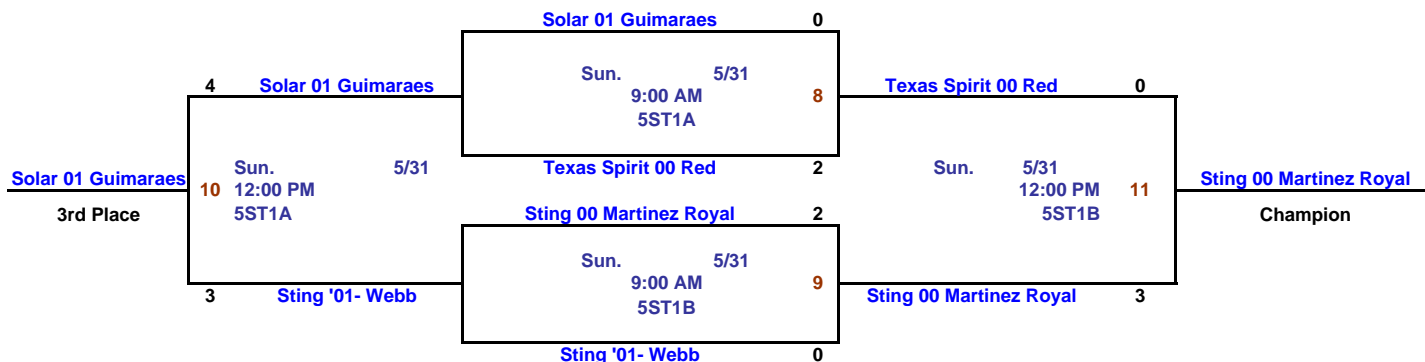 Solar 01 Guimaraes 0
Sun. 5/31
4 Solar 01 Guimaraes
9:00 AM 8
Texas Spirit 00 Red 0
5ST1A
Texas Spirit 00 Red 2
Sun. 5/31
Sun. 5/31
Solar 01 Guimaraes
10 12:00 PM
12:00 PM 11
Sting 00 Martinez Royal
3rd Place
5ST1A
Sting 00 Martinez Royal 2
5ST1B
Champion
Sun. 5/31
9:00 AM 9
3 Sting '01- Webb
Sting 00 Martinez Royal 3
5ST1B
Sting '01- Webb 0